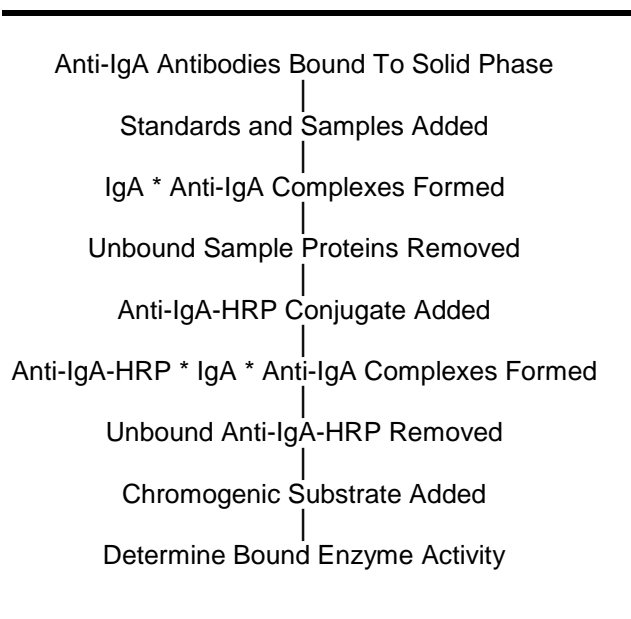 Anti-IgA Antibodies Bound To Solid Phase
Standards and Samples Added
IgA * Anti-IgA Complexes Formed
Unbound Sample Proteins Removed
Anti-IgA-HRP Conjugate Added
Anti-IgA-HRP * IgA * Anti-IgA Complexes Formed
Unbound Anti-IgA-HRP Removed
Chromogenic Substrate Added
Determine Bound Enzyme Activity